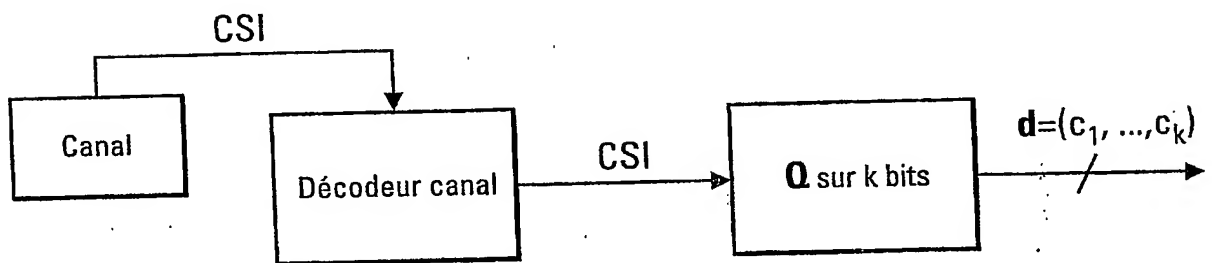 CSI
Canal
Décodeur canal
CSI
Q sur k bits
d=(c1, ...,ck)